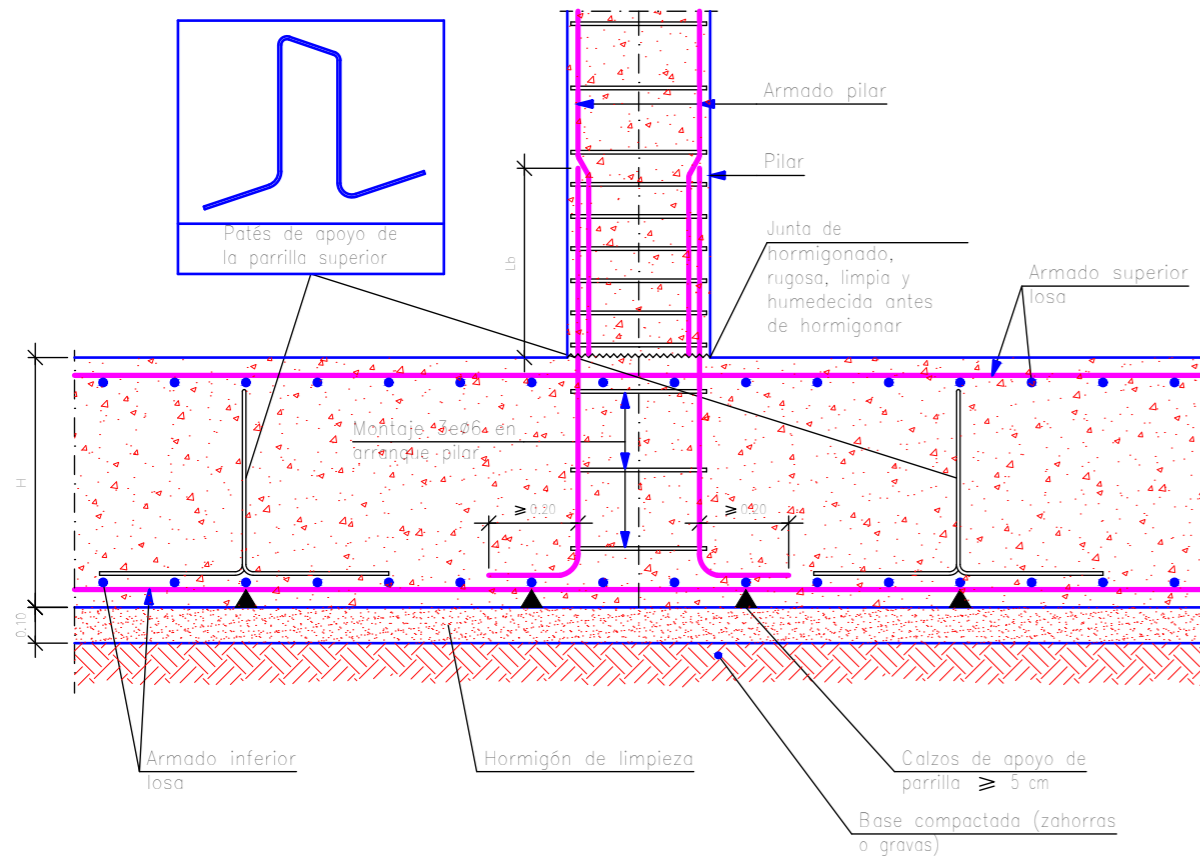 Armado pilar
Patés de apoyo de
la parrilla superior
Pilar
Lb
Junta de
hormigonado,
rugosa, limpia y
humedecida antes
de hormigonar
Armado superior
losa
Montaje 3eø6 en
arranque pilar
H
≥ 0.20
≥ 0.20
0.10
Armado inferior
losa
Hormigón de limpieza
Calzos de apoyo de
parrilla ≥ 5 cm
Base compactada (zahorras
o gravas)